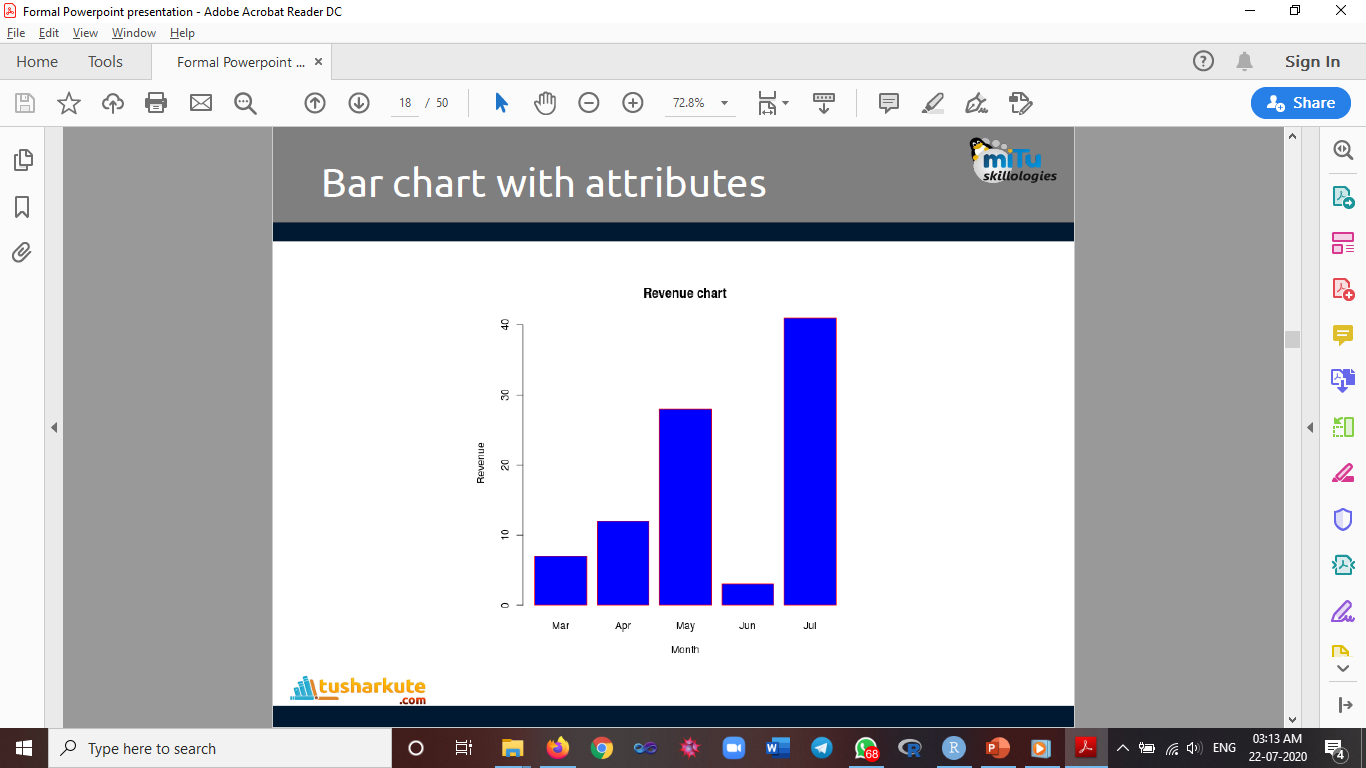 Formal Powerpoint presentation - Adobe Acrobat Reader DC
File Edit View Window Help
Home Tools Formal Powerpoint ... × Sign In
18 / 50 72.8% Share
Bar chart with attributes
miTu
skillologies
Revenue chart
40
30
20
10
0
Revenue
Mar Apr May Jun Jul
Month
tusharkute
.com
Type here to search
68
ENG
03:13 AM
22-07-2020
4